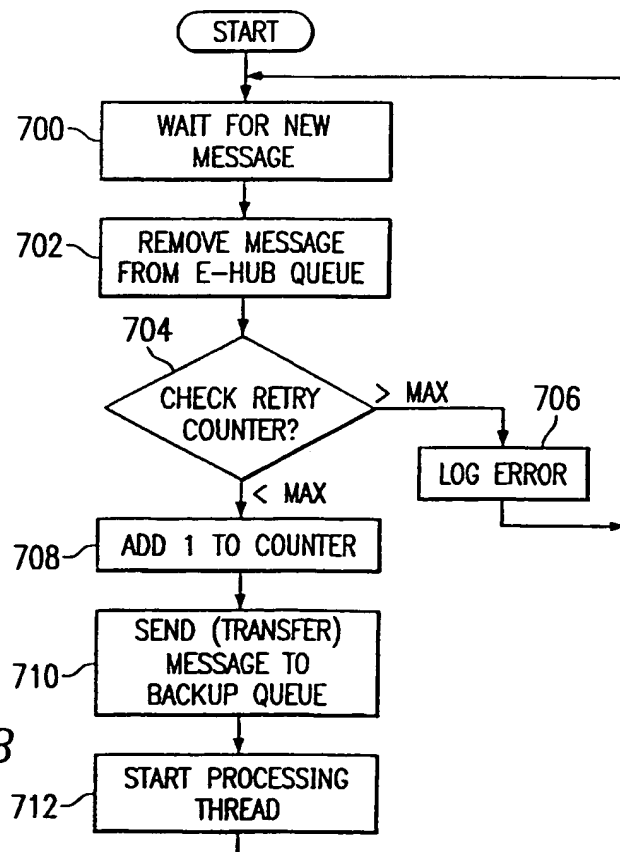 START
700
WAIT FOR NEW
MESSAGE
702
REMOVE MESSAGE
FROM E-HUB QUEUE
704
CHECK RETRY
COUNTER?
> MAX
706
LOG ERROR
< MAX
708
ADD 1 TO COUNTER
710
SEND (TRANSFER)
MESSAGE TO
BACKUP QUEUE
712
START PROCESSING
THREAD